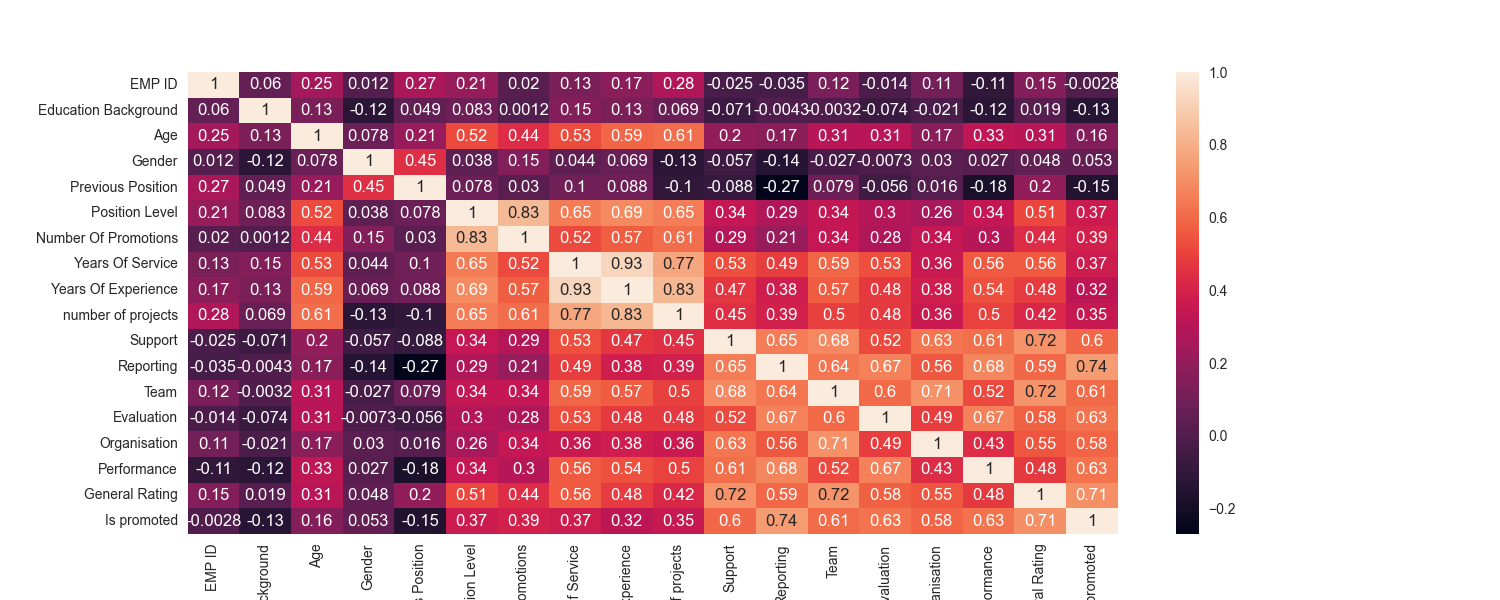 EMP ID 1 0.06 0.25 0.012 0.27 0.21 0.02 0.13 0.17 0.28 -0.025 -0.035 0.12 -0.014 0.11 -0.11 0.15 -0.0028 1.0
Education Background 0.06 1 0.13 -0.12 0.049 0.083 0.0012 0.15 0.13 0.069 -0.071 -0.0043 -0.0032 -0.074 -0.021 -0.12 0.019 -0.13
Age 0.25 0.13 1 0.078 0.21 0.52 0.44 0.53 0.59 0.61 0.2 0.17 0.31 0.31 0.17 0.33 0.31 0.16 0.8
Gender 0.012 -0.12 0.078 1 0.45 0.038 0.15 0.044 0.069 -0.13 -0.057 -0.14 -0.027 -0.0073 0.03 0.027 0.048 0.053
Previous Position 0.27 0.049 0.21 0.45 1 0.078 0.03 0.1 0.088 -0.1 -0.088 -0.27 0.079 -0.056 0.016 -0.18 0.2 -0.15
Position Level 0.21 0.083 0.52 0.038 0.078 1 0.83 0.65 0.69 0.65 0.34 0.29 0.34 0.3 0.26 0.34 0.51 0.37 0.6
Number Of Promotions 0.02 0.0012 0.44 0.15 0.03 0.83 1 0.52 0.57 0.61 0.29 0.21 0.34 0.28 0.34 0.3 0.44 0.39
Years Of Service 0.13 0.15 0.53 0.044 0.1 0.65 0.52 1 0.93 0.77 0.53 0.49 0.59 0.53 0.36 0.56 0.56 0.37
Years Of Experience 0.17 0.13 0.59 0.069 0.088 0.69 0.57 0.93 1 0.83 0.47 0.38 0.57 0.48 0.38 0.54 0.48 0.32 0.4
number of projects 0.28 0.069 0.61 -0.13 -0.1 0.65 0.61 0.77 0.83 1 0.45 0.39 0.5 0.48 0.36 0.5 0.42 0.35
Support -0.025 -0.071 0.2 -0.057 -0.088 0.34 0.29 0.53 0.47 0.45 1 0.65 0.68 0.52 0.63 0.61 0.72 0.6
Reporting -0.035 -0.0043 0.17 -0.14 -0.27 0.29 0.21 0.49 0.38 0.39 0.65 1 0.64 0.67 0.56 0.68 0.59 0.74 0.2
Team 0.12 -0.0032 0.31 -0.027 0.079 0.34 0.34 0.59 0.57 0.5 0.68 0.64 1 0.6 0.71 0.52 0.72 0.61
Evaluation -0.014 -0.074 0.31 -0.0073 -0.056 0.3 0.28 0.53 0.48 0.48 0.52 0.67 0.6 1 0.49 0.67 0.58 0.63
Organisation 0.11 -0.021 0.17 0.03 0.016 0.26 0.34 0.36 0.38 0.36 0.63 0.56 0.71 0.49 1 0.43 0.55 0.58 0.0
Performance -0.11 -0.12 0.33 0.027 -0.18 0.34 0.3 0.56 0.54 0.5 0.61 0.68 0.52 0.67 0.43 1 0.48 0.63
General Rating 0.15 0.019 0.31 0.048 0.2 0.51 0.44 0.56 0.48 0.42 0.72 0.59 0.72 0.58 0.55 0.48 1 0.71
Is promoted -0.0028 -0.13 0.16 0.053 -0.15 0.37 0.39 0.37 0.32 0.35 0.6 0.74 0.61 0.63 0.58 0.63 0.71 1 −0.2
EMP ID
ckground
Age
Gender
s Position
ion Level
omotions
f Service
xperience
f projects
Support
Reporting
Team
valuation
anisation
ormance
ral Rating
promoted